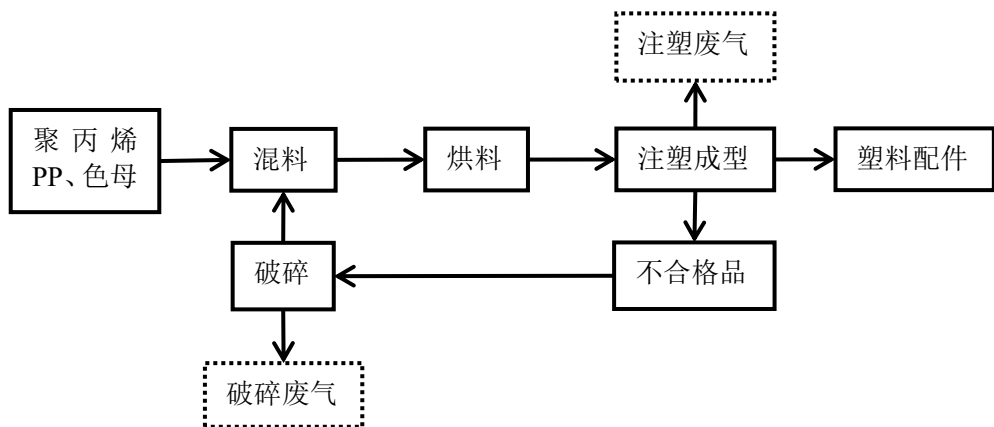 注塑废气
聚丙烯
PP、色母
混料
烘料
注塑成型
塑料配件
破碎
不合格品
破碎废气